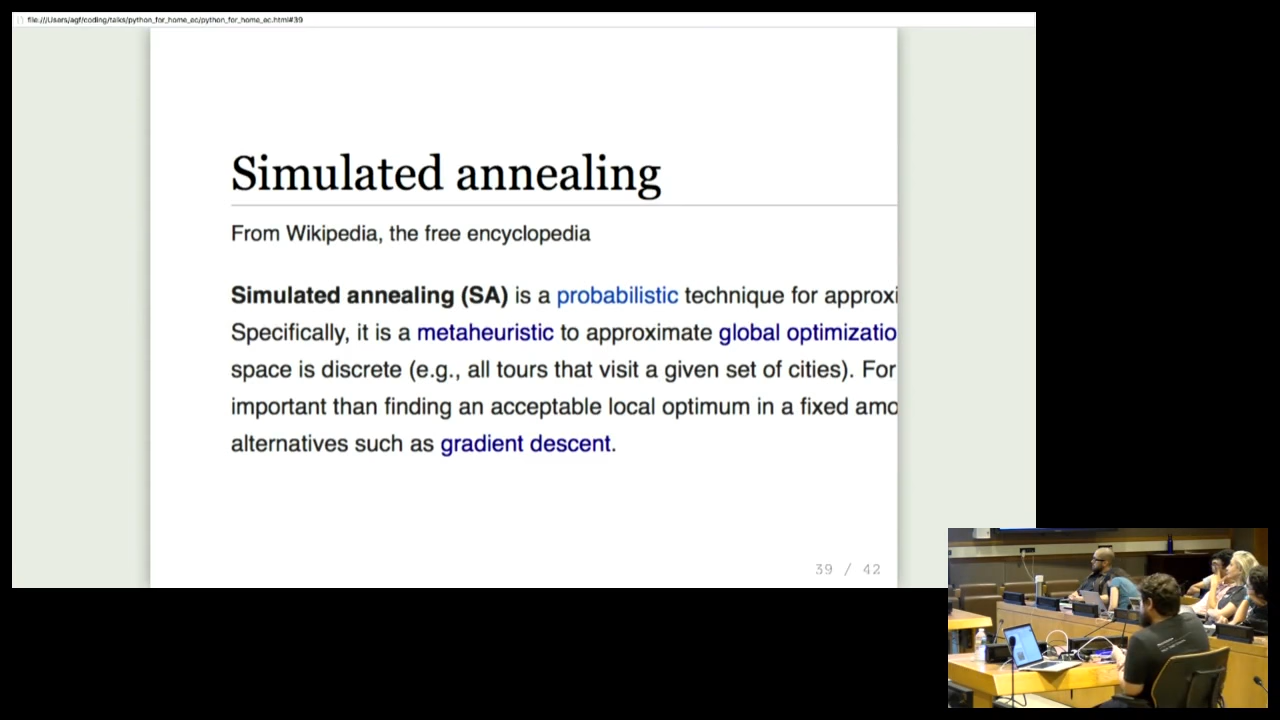 file:///Users/agf/coding/talks/python_for_home_ec/python_for_home_ec.html#39
Simulated annealing
From Wikipedia, the free encyclopedia
Simulated annealing (SA) is a probabilistic technique for approxi
Specifically, it is a metaheuristic to approximate global optimizatio
space is discrete (e.g., all tours that visit a given set of cities). For
important than finding an acceptable local optimum in a fixed amo
alternatives such as gradient descent.
39 / 42